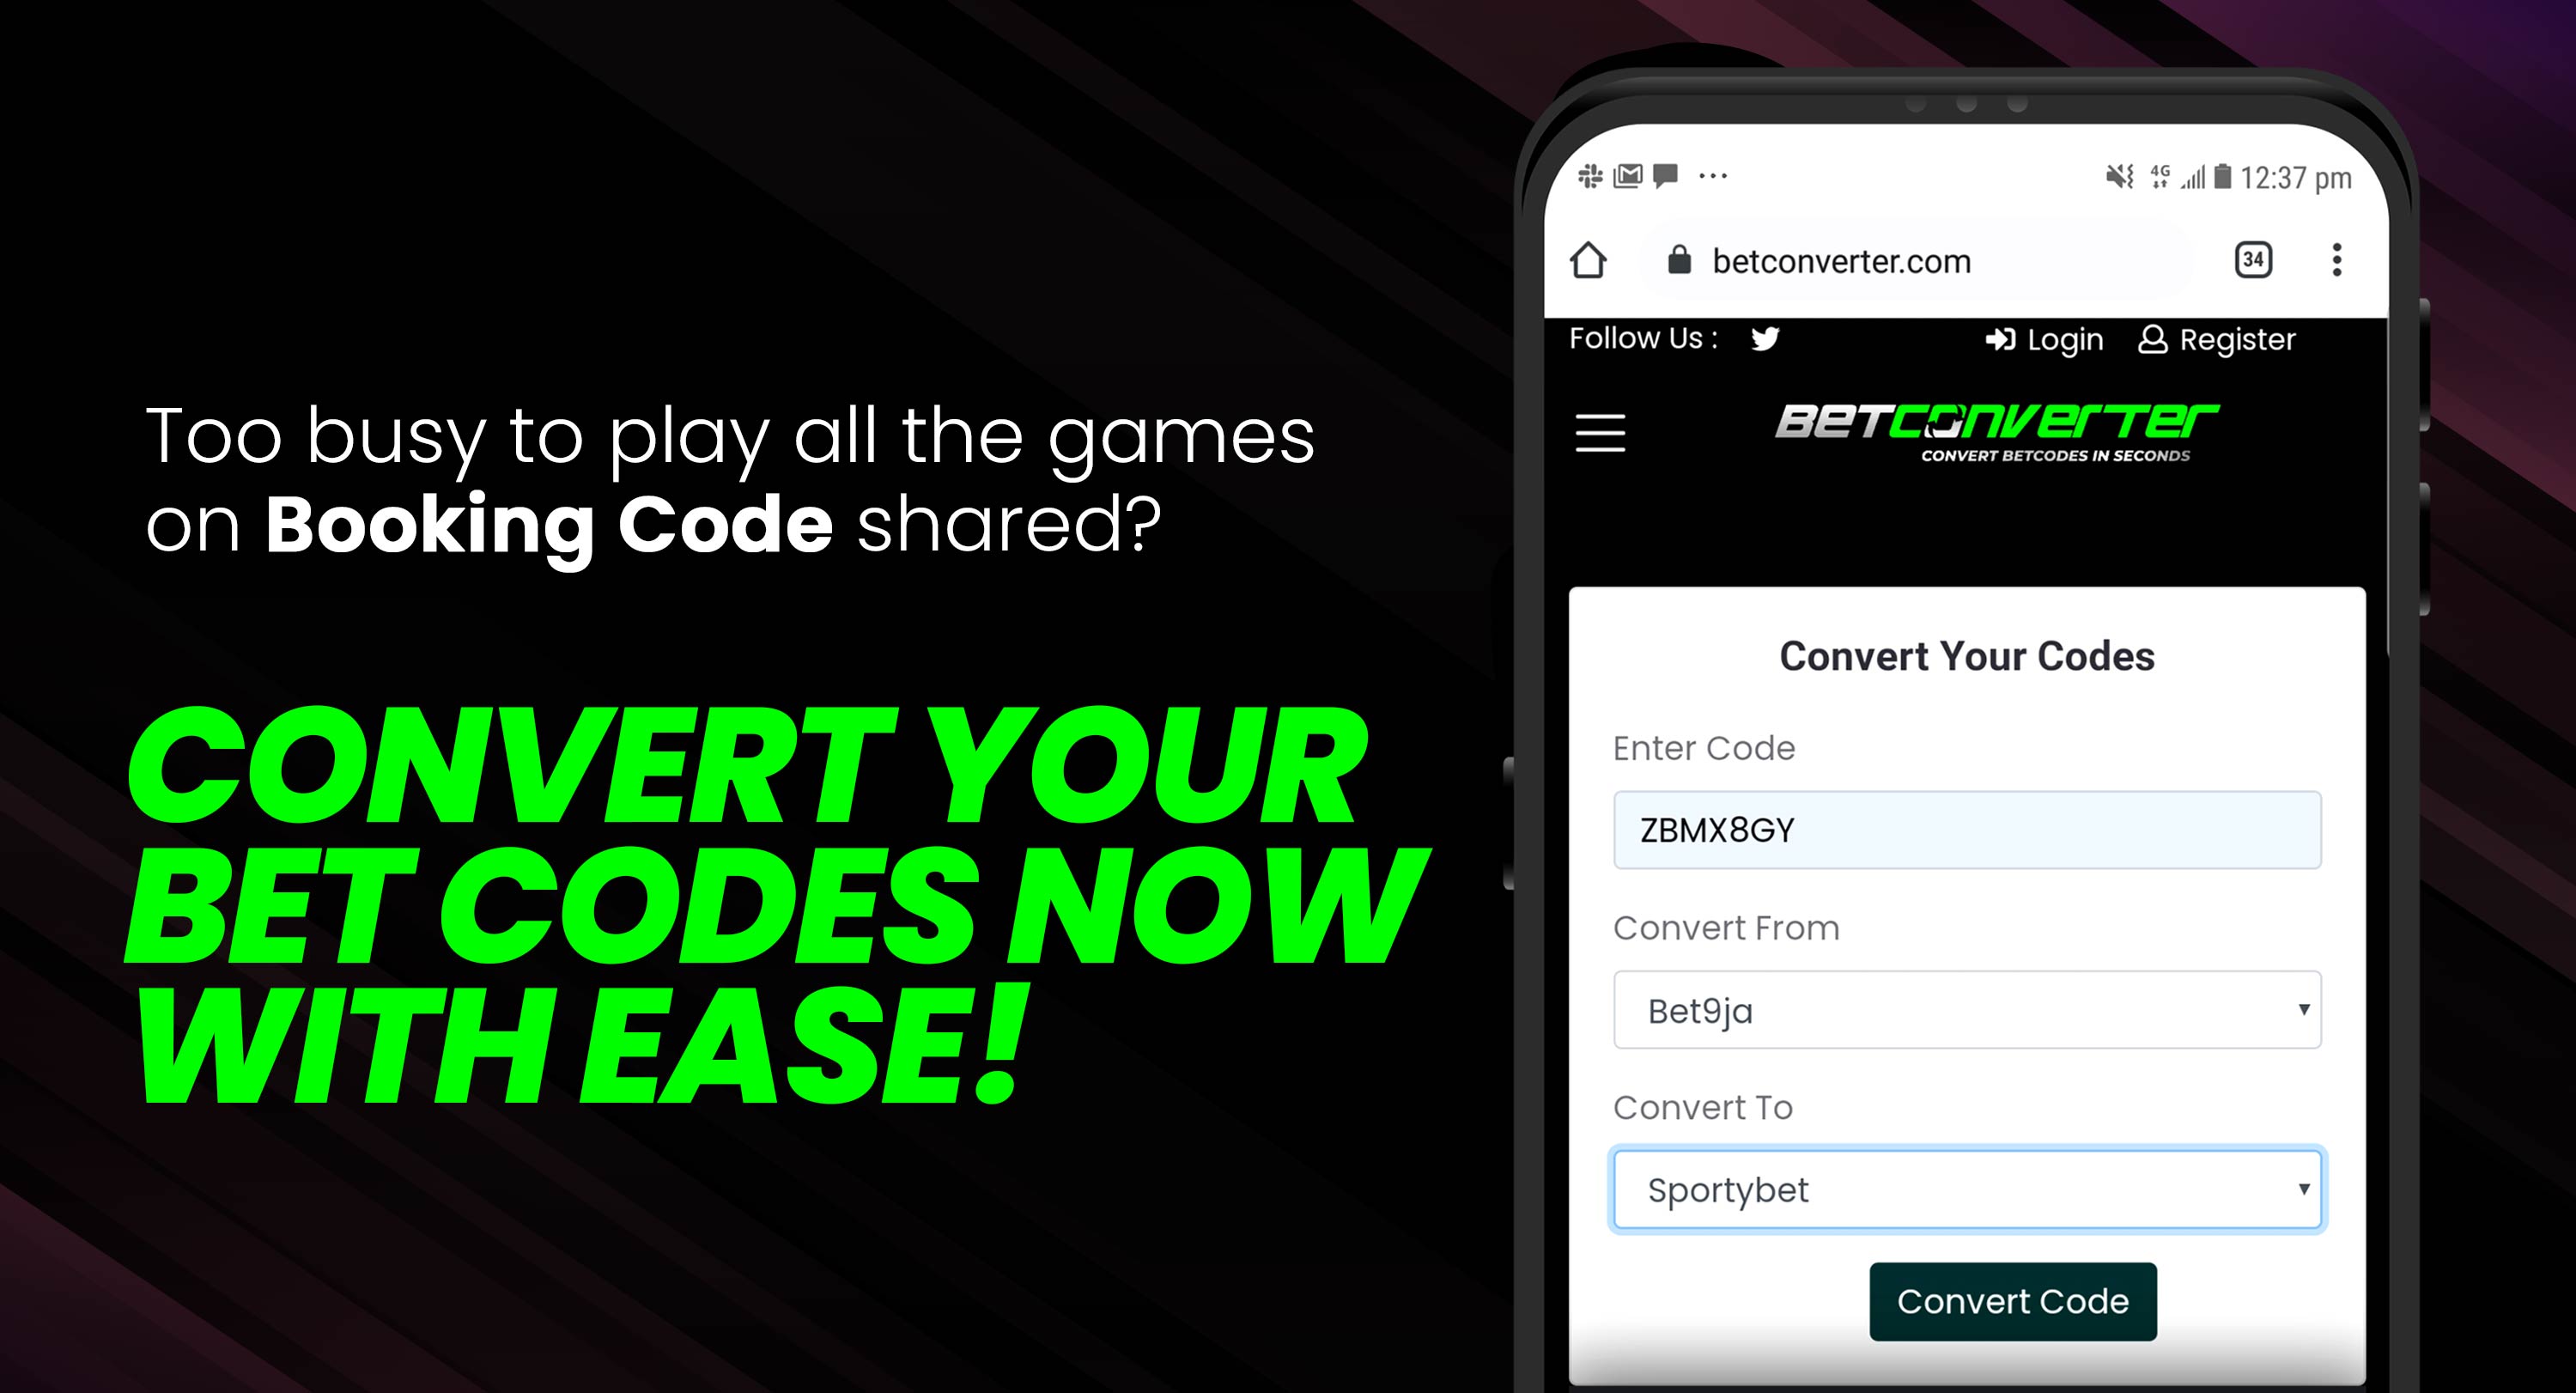 Too busy to play all the games
on Booking Code shared?
CONVERT YOUR
BET CODES NOW
WITH EASE!
4G
12:37 pm
betconverter.com
34
Follow Us :
Login
Register
BETCONVERTER
CONVERT BETCODES IN SECONDS
Convert Your Codes
Enter Code
ZBMX8GY
Convert From
Bet9ja
Convert To
Sportybet
Convert Code